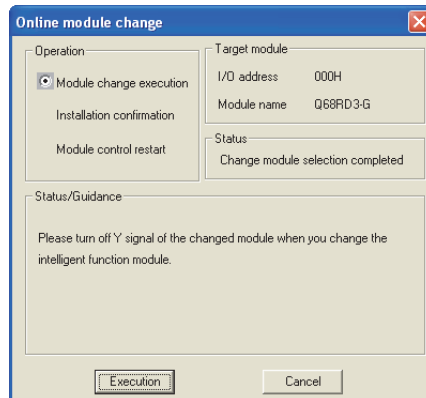 Online module change
Operation
Module change execution
Installation confirmation
Module control restart
Target module
I/O address 000H
Module name Q68RD3-G
Status
Change module selection completed
Status/Guidance
Please turn off Y signal of the changed module when you change the
intelligent function module.
Execution Cancel